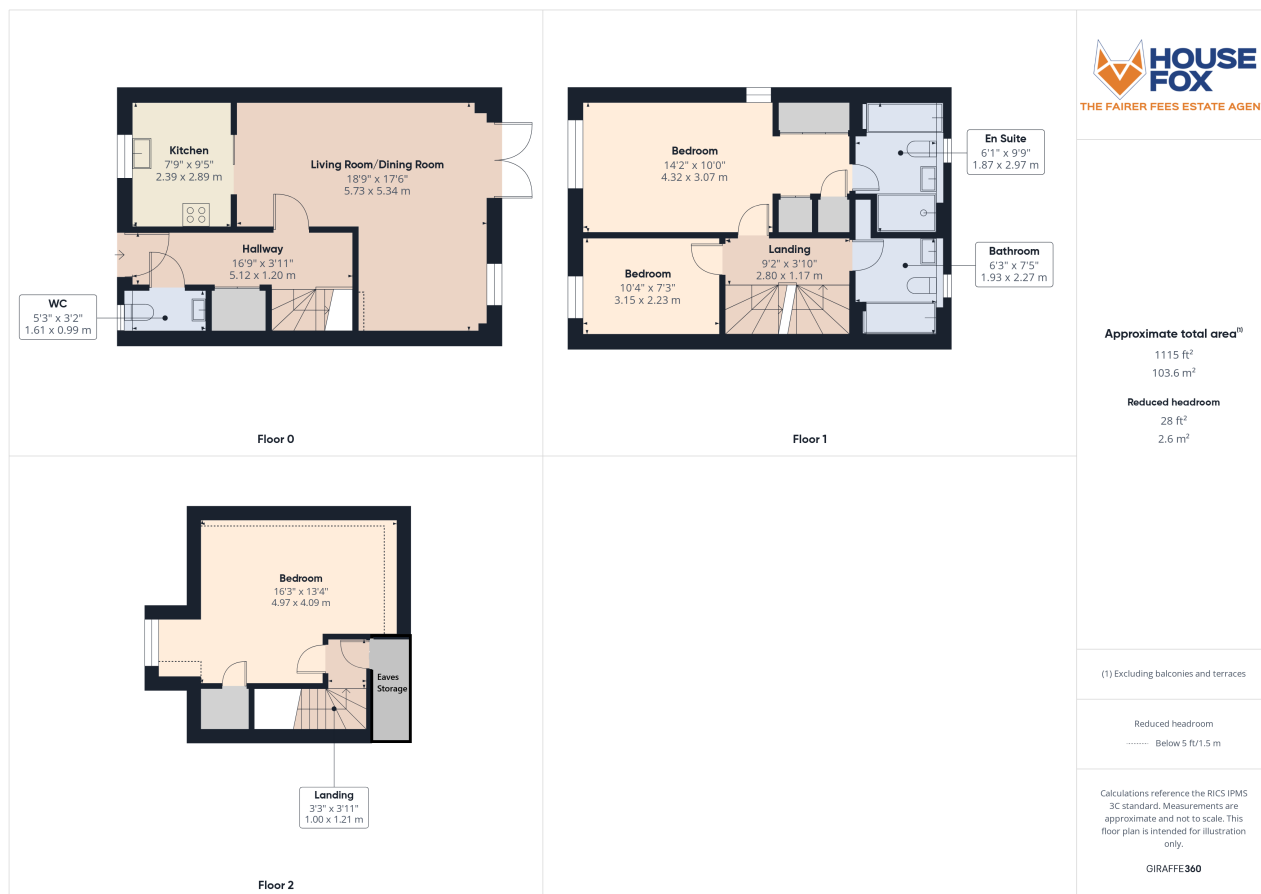 Kitchen
7'9" x 9'5"
2.39 x 2.89 m
Living Room/Dining Room
18'9" x 17'6"
5.73 x 5.34 m
Hallway
16'9" x 3'11"
5.12 x 1.20 m
WC
5'3" x 3'2"
1.61 x 0.99 m
Floor 0
Bedroom
14'2" x 10'0"
4.32 x 3.07 m
En Suite
6'1" x 9'9"
1.87 x 2.97 m
Landing
9'2" x 3'10"
2.80 x 1.17 m
Bathroom
6'3" x 7'5"
1.93 x 2.27 m
Bedroom
10'4" x 7'3"
3.15 x 2.23 m
Floor 1
Bedroom
16'3" x 13'4"
4.97 x 4.09 m
Eaves
Storage
Landing
3'3" x 3'11"
1.00 x 1.21 m
Floor 2
HOUSE
FOX
THE FAIRER FEES ESTATE AGEN
Approximate total area(1)
1115 ft²
103.6 m²
Reduced headroom
28 ft²
2.6 m²
(1) Excluding balconies and terraces
Reduced headroom
Below 5 ft/1.5 m
Calculations reference the RICS IPMS
3C standard. Measurements are
approximate and not to scale. This
floor plan is intended for illustration
only.
GIRAFFE360